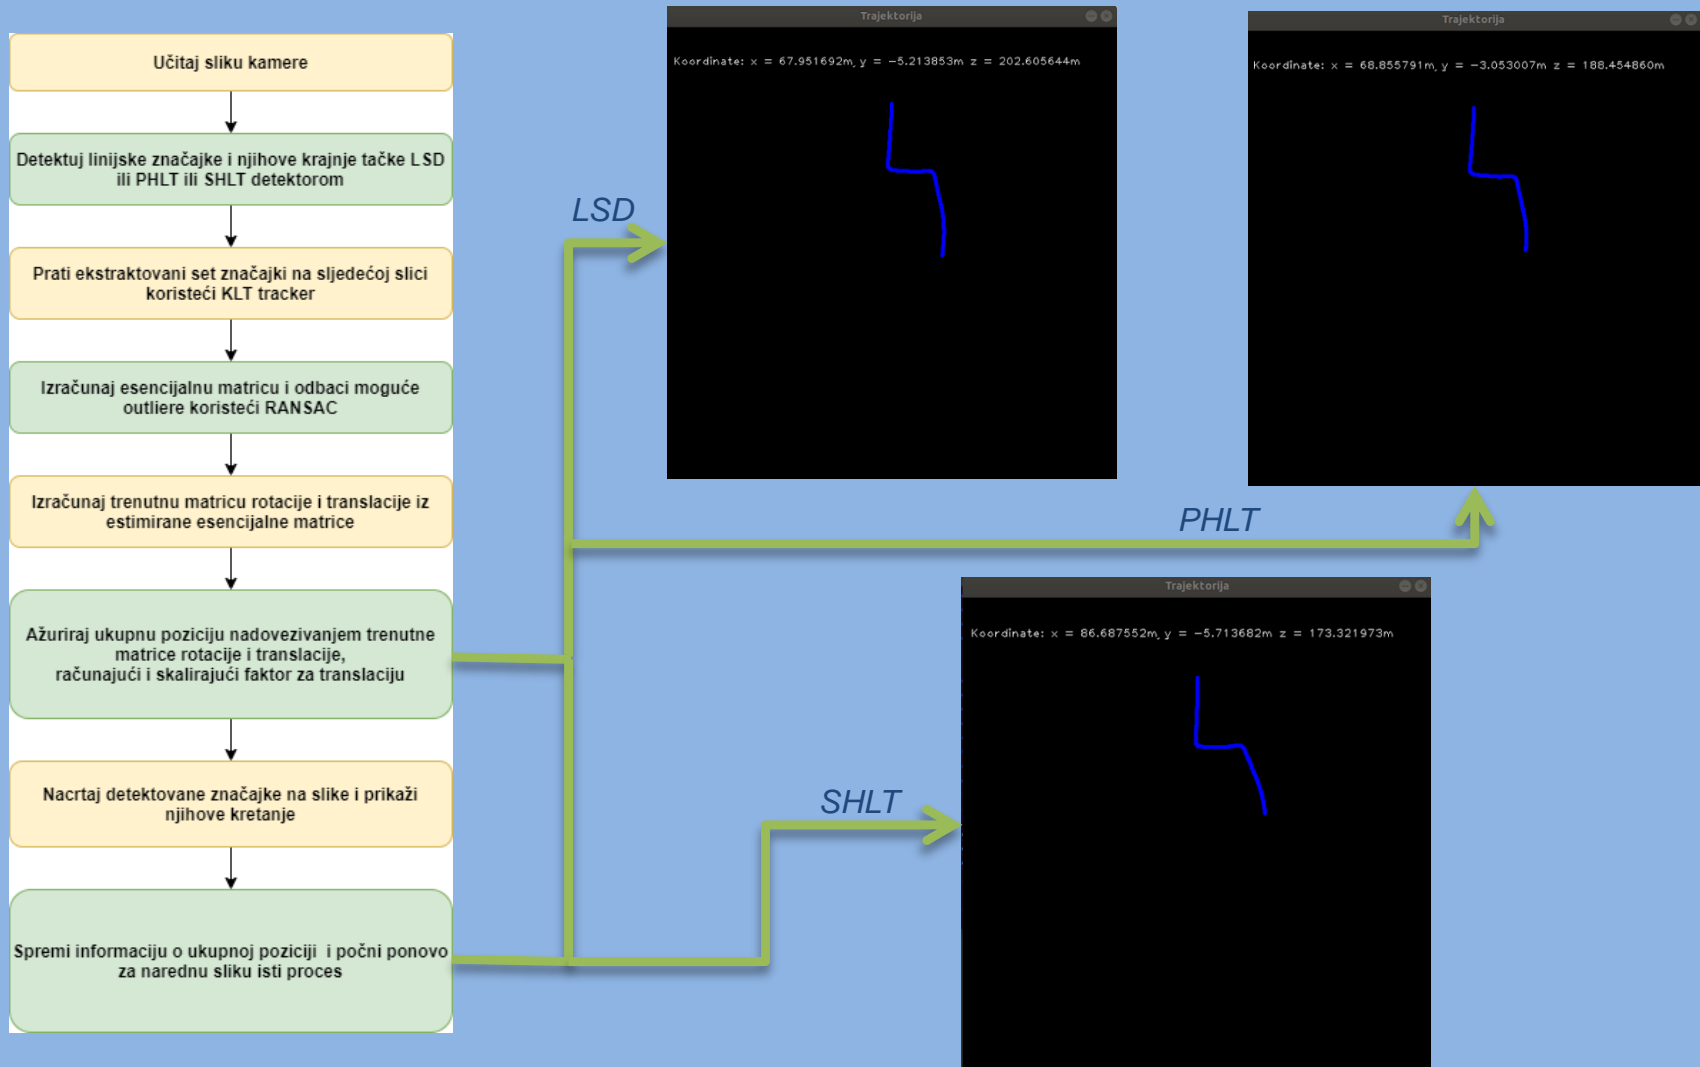 Učitaj sliku kamere
Detektuj linijske značajke i njihove krajnje tačke LSD
ili PHLT ili SHLT detektorom
Prati ekstraktovani set značajki na sljedećoj slici
koristeći KLT tracker
Izračunaj esencijalnu matricu i odbaci moguće
outliere koristeći RANSAC
Izračunaj trenutnu matricu rotacije i translacije iz
estimirane esencijalne matrice
Ažuriraj ukupnu poziciju nadovezivanjem trenutne
matrice rotacije i translacije,
računajući i skalirajući faktor za translaciju
Nacrtaj detektovane značajke na slike i prikaži
njihove kretanje
Spremi informaciju o ukupnoj poziciji i počni ponovo
za narednu sliku isti proces
LSD
Trajektorija
Koordinate: x = 67.951692m, y = -5.213853m z = 202.605644m
PHLT
Trajektorija
Koordinate: x = 68.855791m, y = -3.053007m z = 188.454860m
SHLT
Trajektorija
Koordinate: x = 86.687552m, y = -5.713682m z = 173.321973m